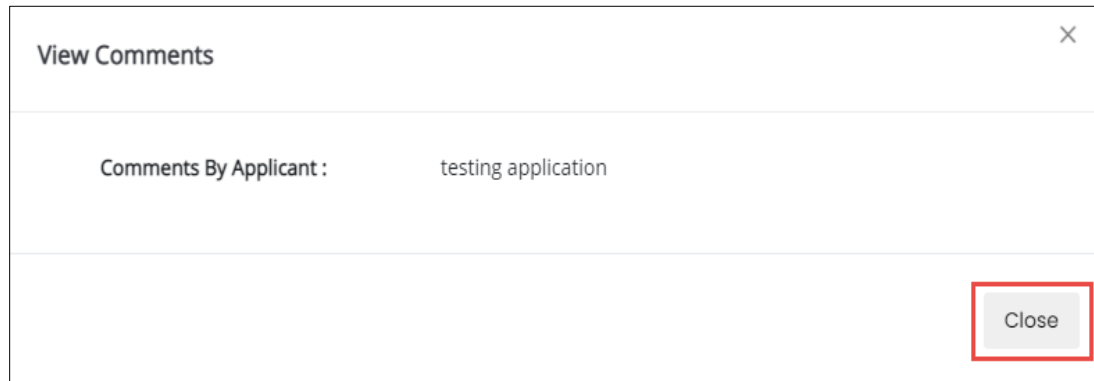 View Comments
Comments By Applicant : testing application
Close